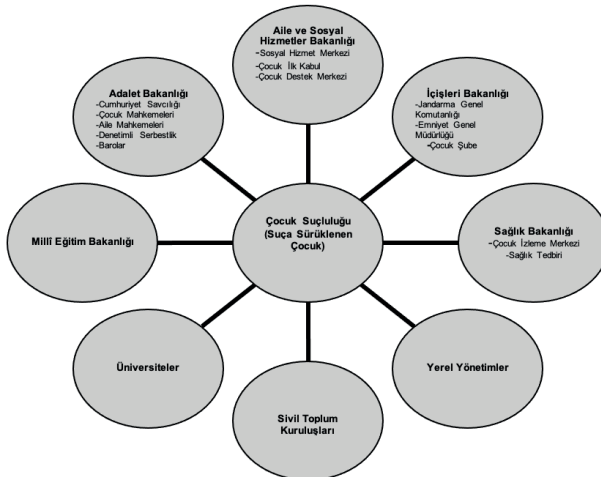 Aile ve Sosyal
Hizmetler Bakanlığı
-Sosyal Hizmet Merkezi
-Çocuk İlk Kabul
-Çocuk Destek Merkezi
Adalet Bakanlığı
-Cumhuriyet Savcılığı
-Çocuk Mahkemeleri
-Aile Mahkemeleri
-Denetimli Serbestlik
-Barolar
İçişleri Bakanlığı
-Jandarma Genel
Komutanlığı
-Emniyet Genel
Müdürlüğü
-Çocuk Şube
Çocuk Suçluluğu
(Suça Sürüklenen
Çocuk)
Millî Eğitim Bakanlığı
Sağlık Bakanlığı
-Çocuk İzleme Merkezi
-Sağlık Tedbiri
Üniversiteler
Yerel Yönetimler
Sivil Toplum
Kuruluşları